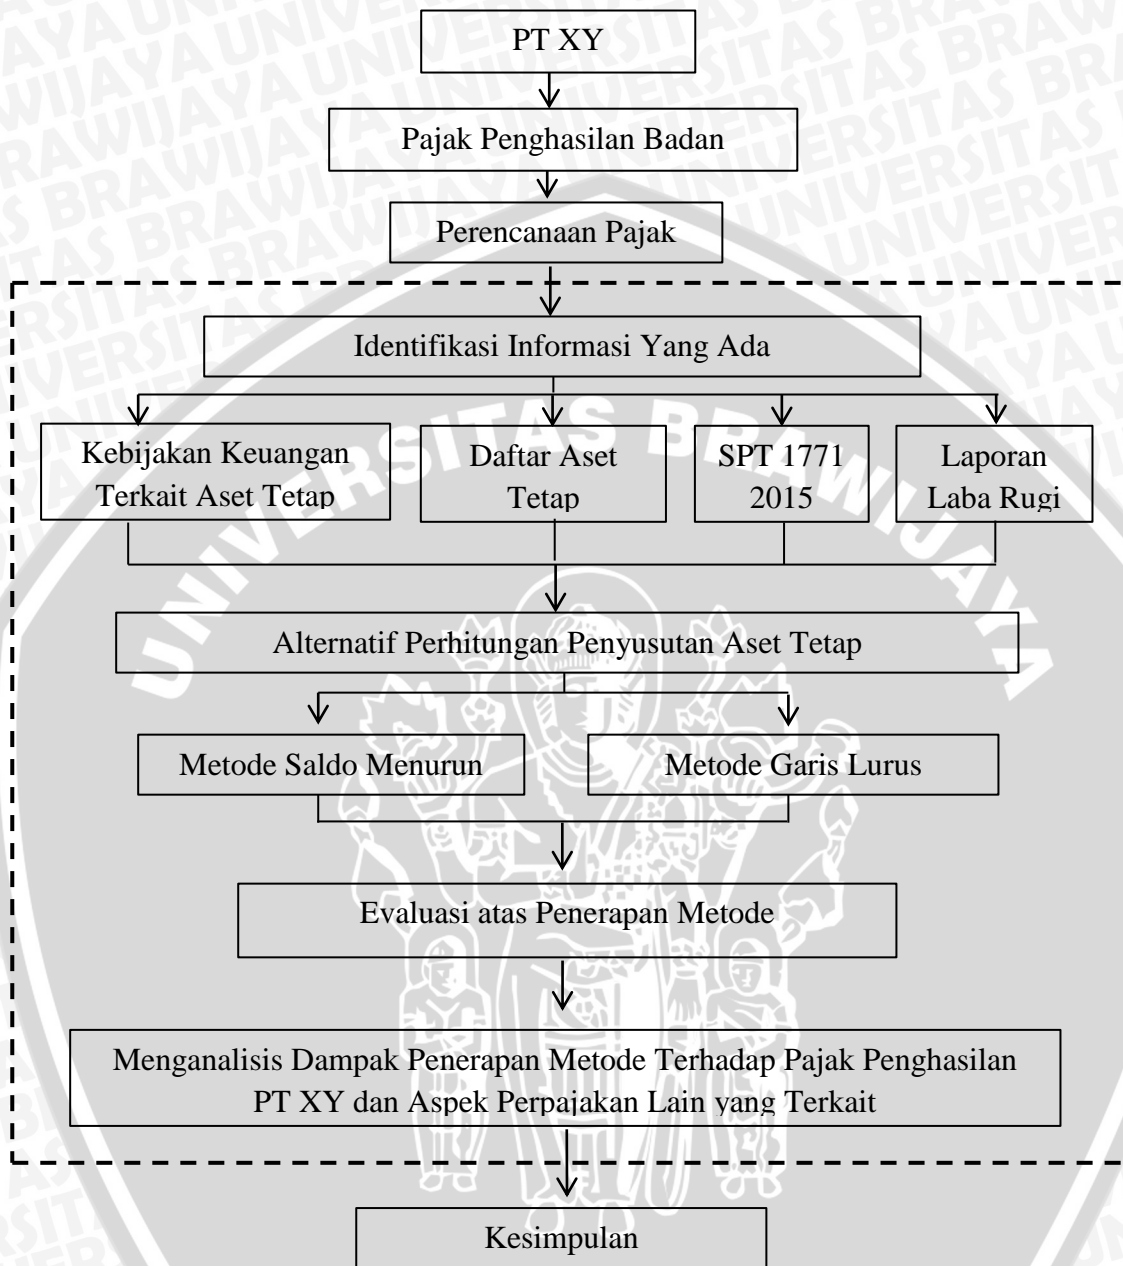 PT XY
Pajak Penghasilan Badan
Perencanaan Pajak
Identifikasi Informasi Yang Ada
Kebijakan Keuangan
Terkait Aset Tetap
Daftar Aset
Tetap
SPT 1771
2015
Laporan
Laba Rugi
UNIVERSITAS BRAWIJAYA
Alternatif Perhitungan Penyusutan Aset Tetap
Metode Saldo Menurun
Metode Garis Lurus
Evaluasi atas Penerapan Metode
Menganalisis Dampak Penerapan Metode Terhadap Pajak Penghasilan
PT XY dan Aspek Perpajakan Lain yang Terkait
Kesimpulan